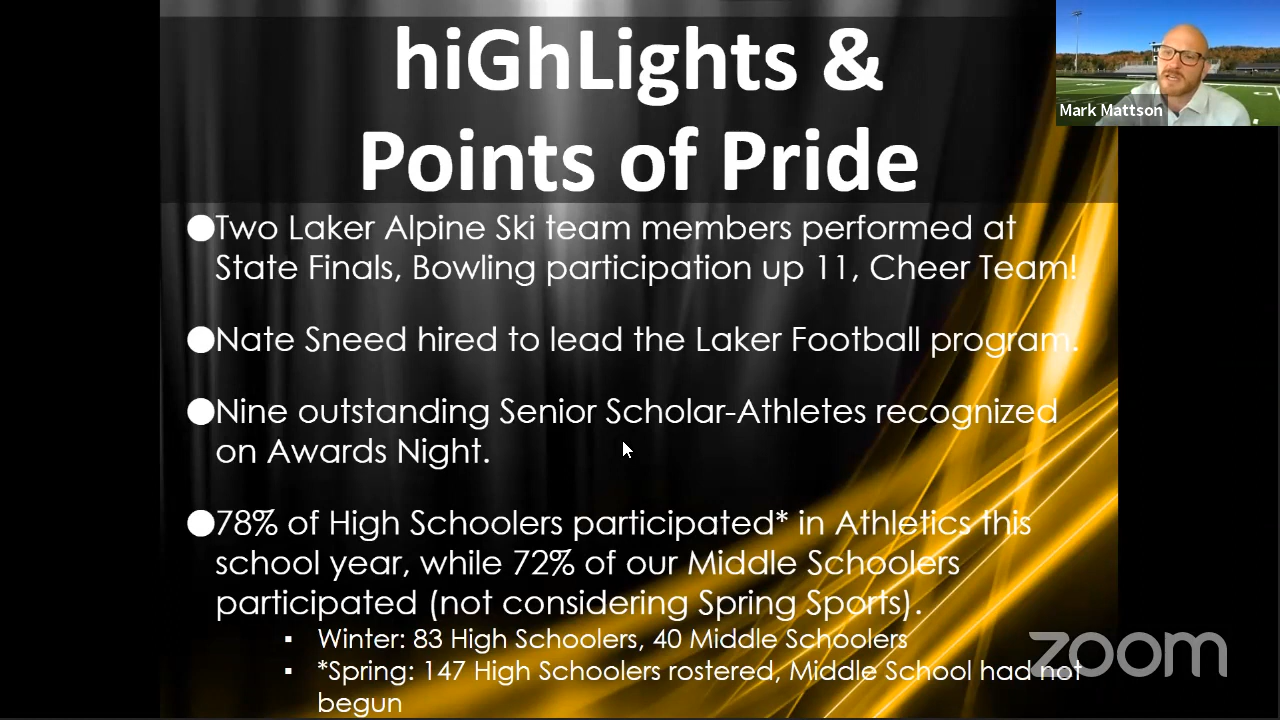 hiGhLights &
Points of Pride
Mark Mattson
●Two Laker Alpine Ski team members performed at
State Finals, Bowling participation up 11, Cheer Team!
●Nate Sneed hired to lead the Laker Football program.
●Nine outstanding Senior Scholar-Athletes recognized
on Awards Night.
●78% of High Schoolers participated* in Athletics this
school year, while 72% of our Middle Schoolers
participated (not considering Spring Sports).
▪ Winter: 83 High Schoolers, 40 Middle Schoolers
▪ *Spring: 147 High Schoolers rostered, Middle School had not
begun
zoom